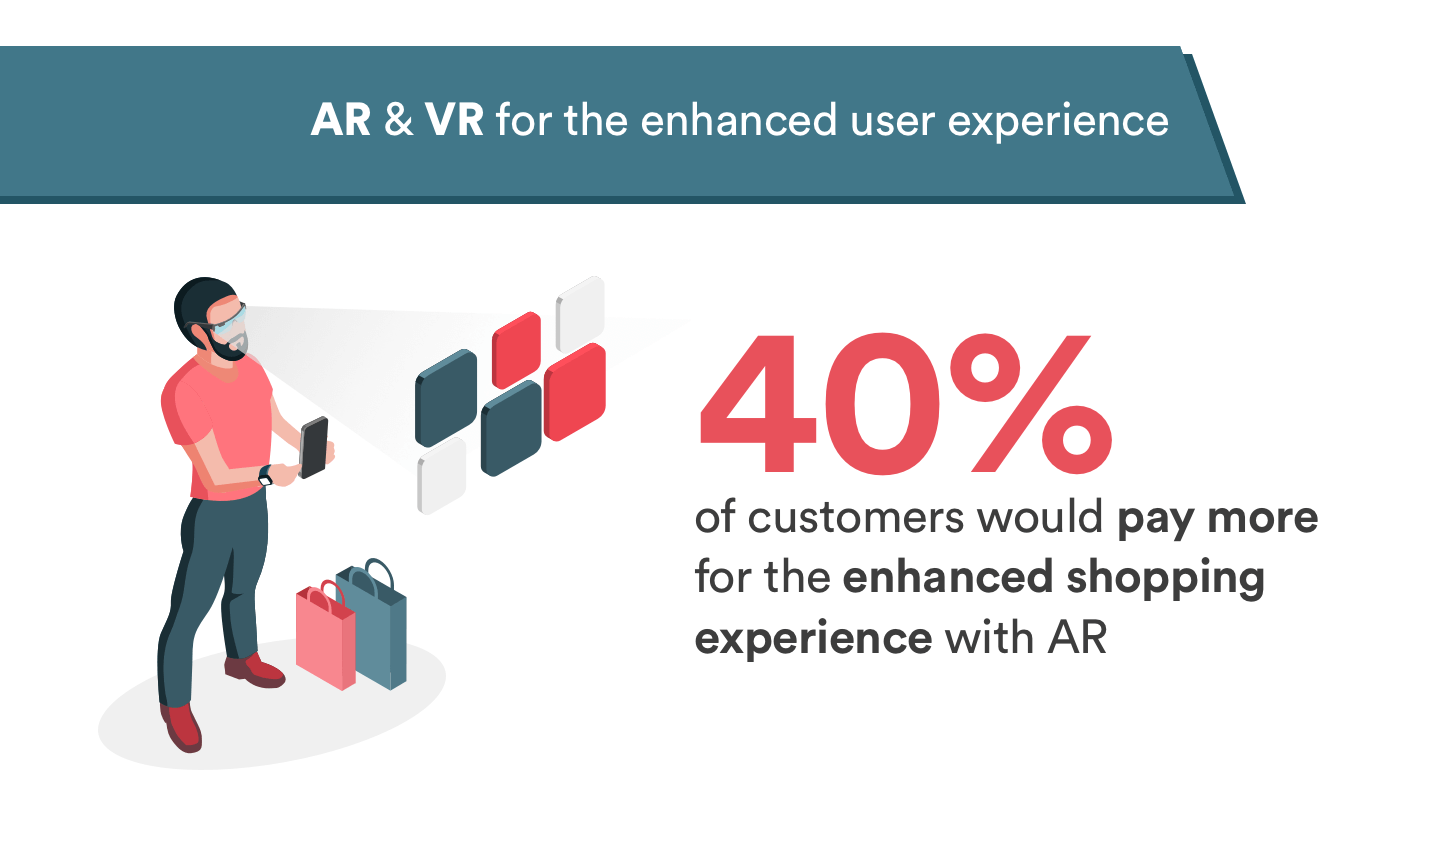 AR & VR for the enhanced user experience
40%
of customers would pay more
for the enhanced shopping
experience with AR